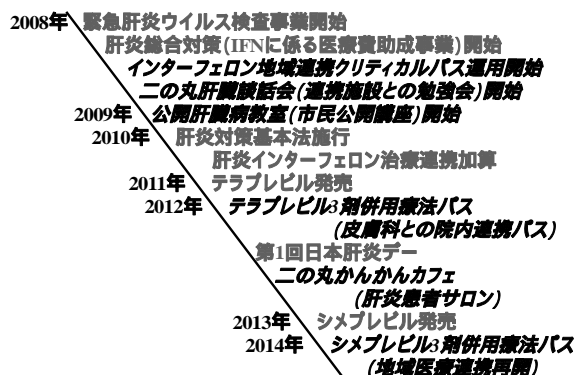 2008年 緊急肝炎ウイルス検査事業開始
肝炎総合対策(IFNに係る医療費助成事業)開始
インターフェロン地域連携クリティカルパス運用開始
二の丸肝臓談話会(連携施設との勉強会)開始
2009年 公開肝臓病教室(市民公開講座)開始
2010年 肝炎対策基本法施行
肝炎インターフェロン治療連携加算
2011年 テラプレビル発売
2012年 テラプレビル3剤併用療法パス
(皮膚科との院内連携パス)
第1回日本肝炎デー
二の丸かんかんカフェ
(肝炎患者サロン)
2013年 シメプレビル発売
2014年 シメプレビル3剤併用療法パス
(地域医療連携再開)